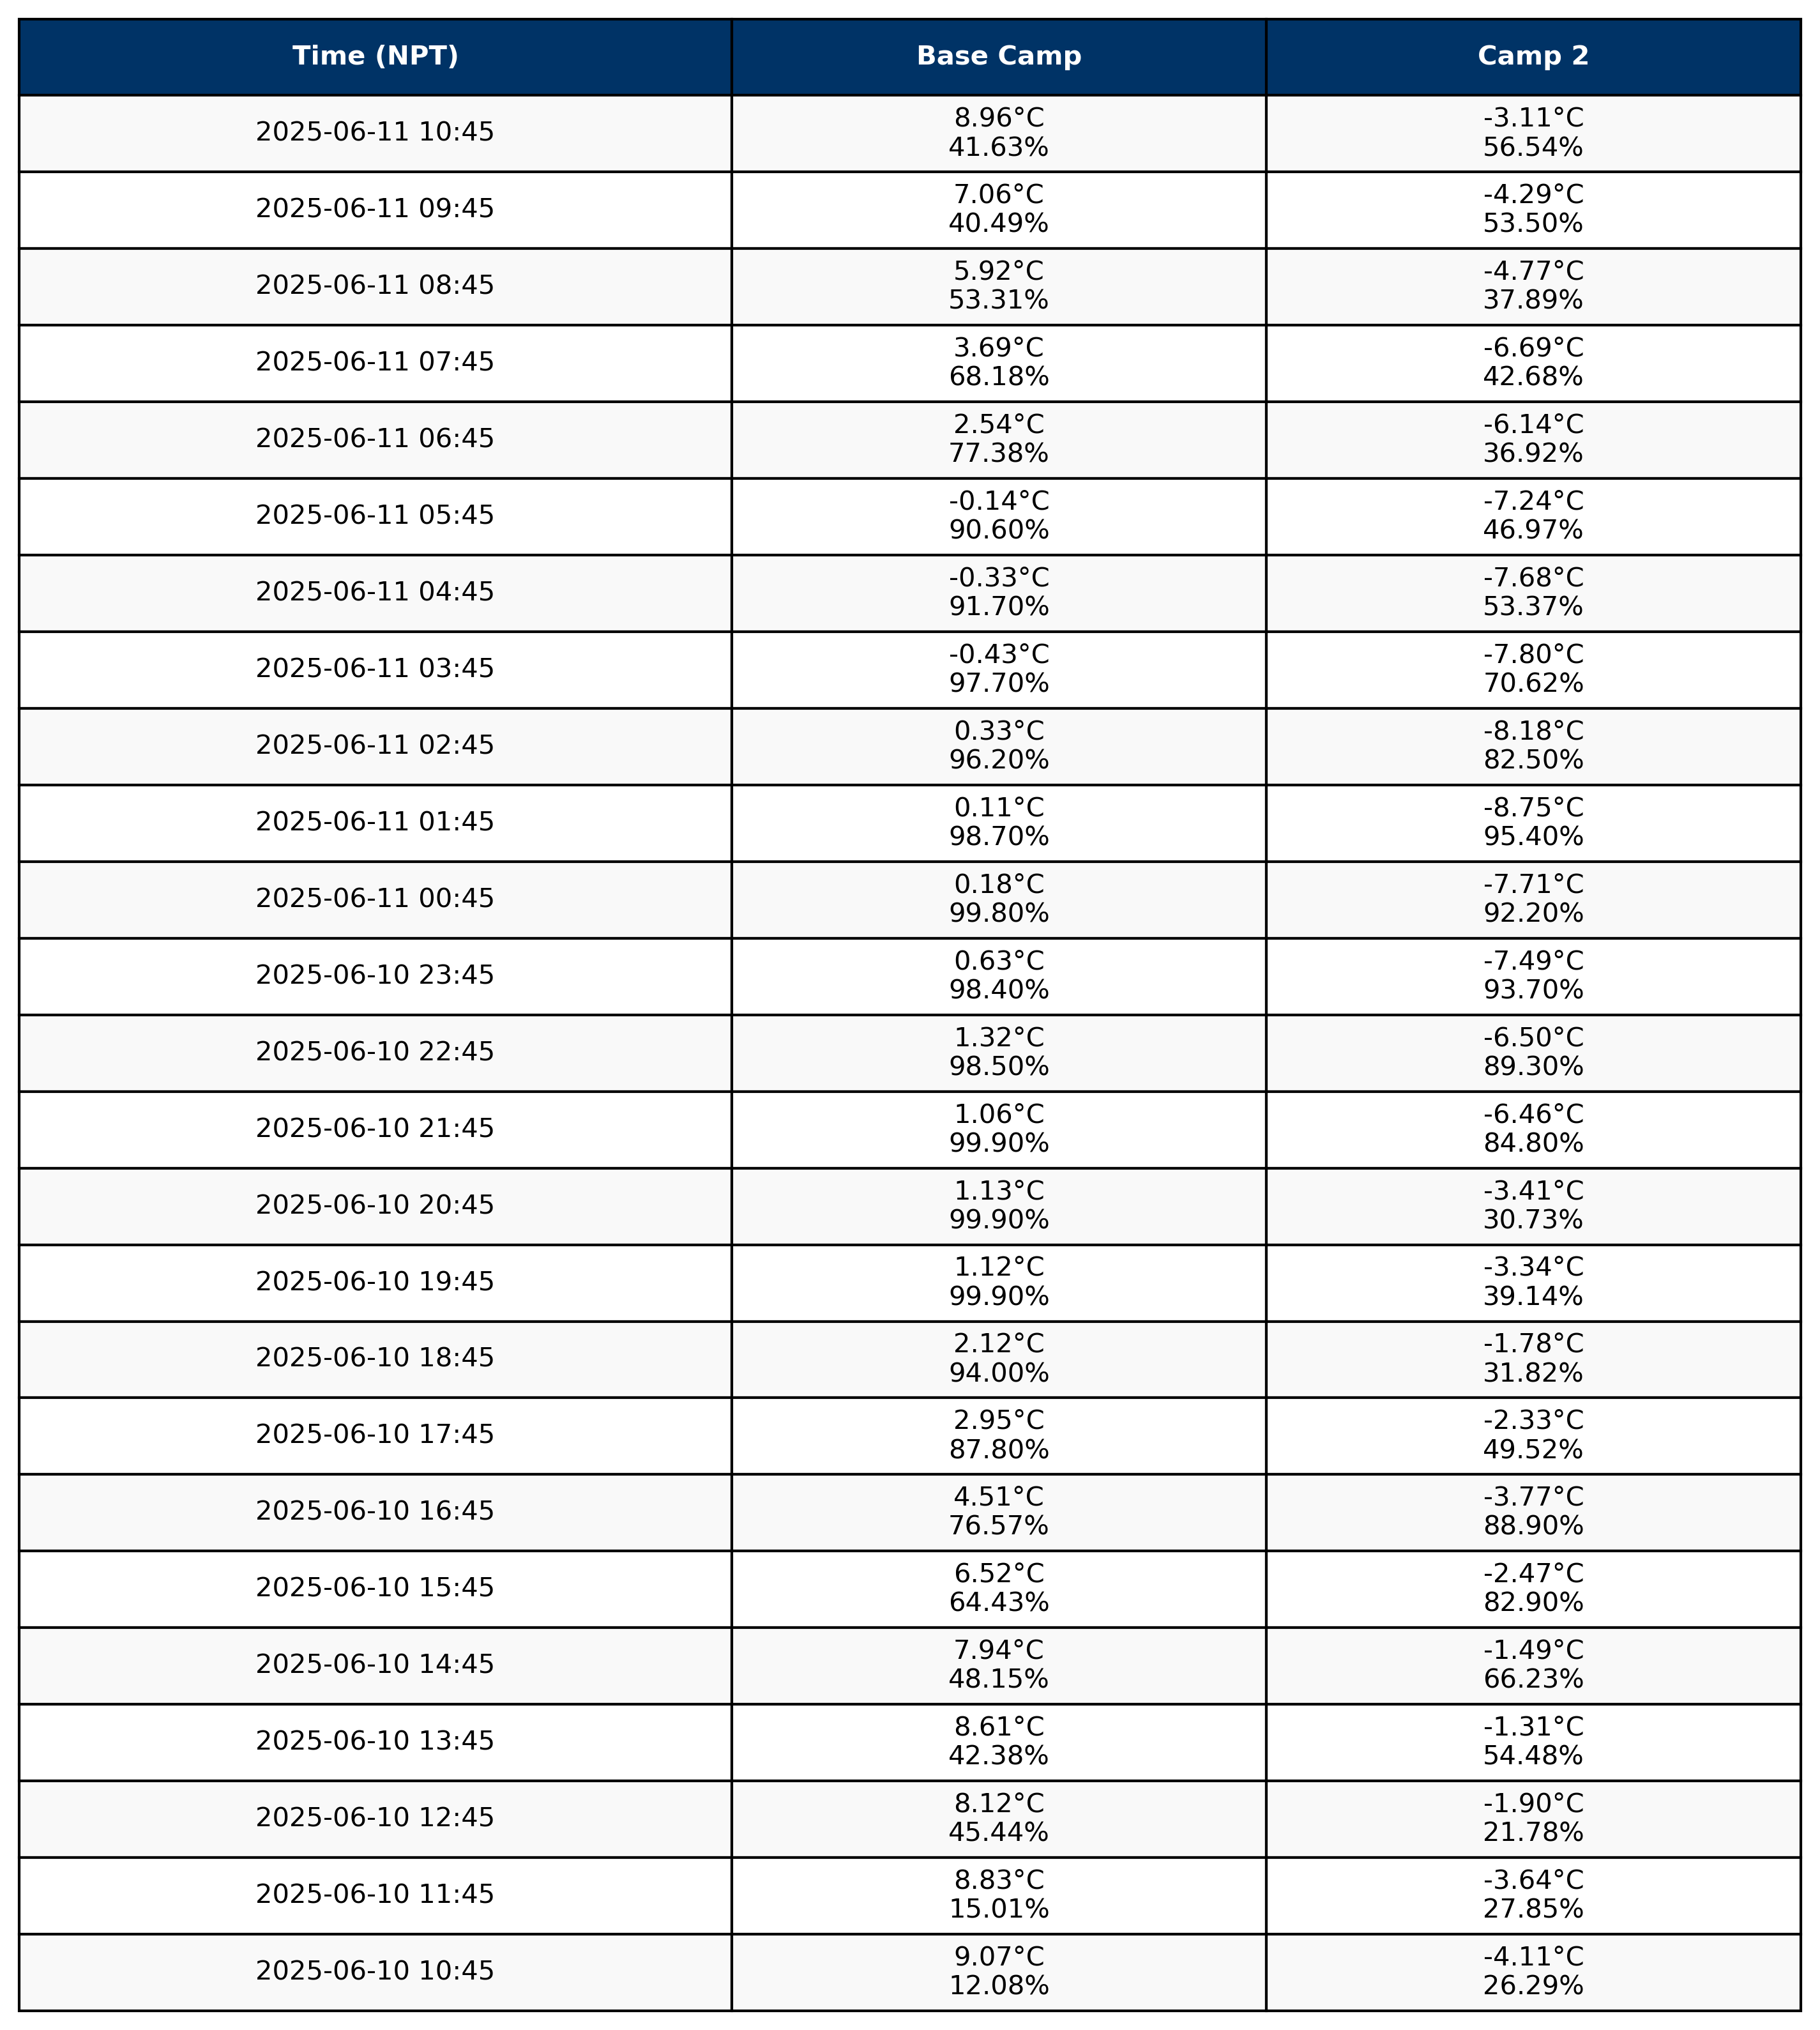 Time (NPT) Base Camp Camp 2
2025-06-11 10:45 8.96°C -3.11°C
41.63% 56.54%
2025-06-11 09:45 7.06°C -4.29°C
40.49% 53.50%
2025-06-11 08:45 5.92°C -4.77°C
53.31% 37.89%
2025-06-11 07:45 3.69°C -6.69°C
68.18% 42.68%
2025-06-11 06:45 2.54°C -6.14°C
77.38% 36.92%
2025-06-11 05:45 -0.14°C -7.24°C
90.60% 46.97%
2025-06-11 04:45 -0.33°C -7.68°C
91.70% 53.37%
2025-06-11 03:45 -0.43°C -7.80°C
97.70% 70.62%
2025-06-11 02:45 0.33°C -8.18°C
96.20% 82.50%
2025-06-11 01:45 0.11°C -8.75°C
98.70% 95.40%
2025-06-11 00:45 0.18°C -7.71°C
99.80% 92.20%
2025-06-10 23:45 0.63°C -7.49°C
98.40% 93.70%
2025-06-10 22:45 1.32°C -6.50°C
98.50% 89.30%
2025-06-10 21:45 1.06°C -6.46°C
99.90% 84.80%
2025-06-10 20:45 1.13°C -3.41°C
99.90% 30.73%
2025-06-10 19:45 1.12°C -3.34°C
99.90% 39.14%
2025-06-10 18:45 2.12°C -1.78°C
94.00% 31.82%
2025-06-10 17:45 2.95°C -2.33°C
87.80% 49.52%
2025-06-10 16:45 4.51°C -3.77°C
76.57% 88.90%
2025-06-10 15:45 6.52°C -2.47°C
64.43% 82.90%
2025-06-10 14:45 7.94°C -1.49°C
48.15% 66.23%
2025-06-10 13:45 8.61°C -1.31°C
42.38% 54.48%
2025-06-10 12:45 8.12°C -1.90°C
45.44% 21.78%
2025-06-10 11:45 8.83°C -3.64°C
15.01% 27.85%
2025-06-10 10:45 9.07°C -4.11°C
12.08% 26.29%